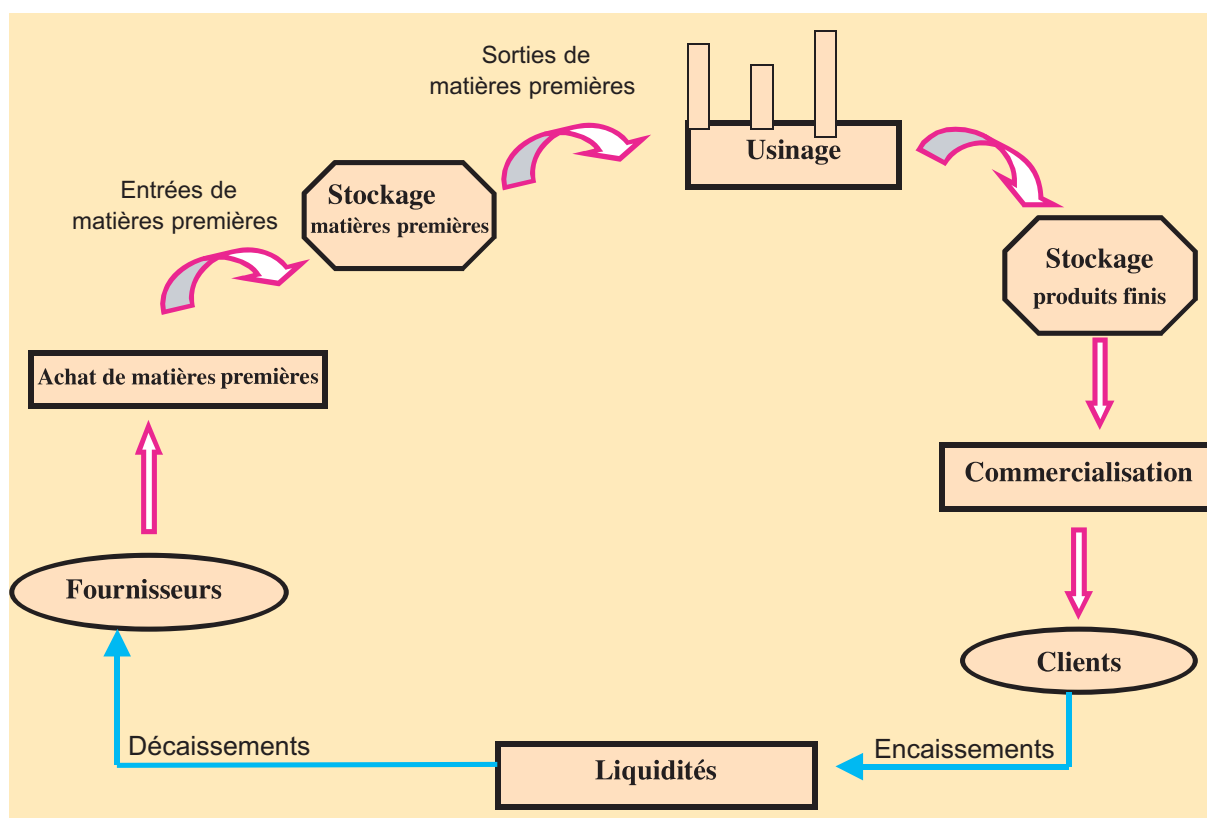 Sorties de
matières premières
Usinage
Entrées de
matières premières
Stockage
matières premières
Stockage
produits finis
Achat de matières premières
Commercialisation
Fournisseurs
Clients
Décaissements
Liquidités
Encaissements